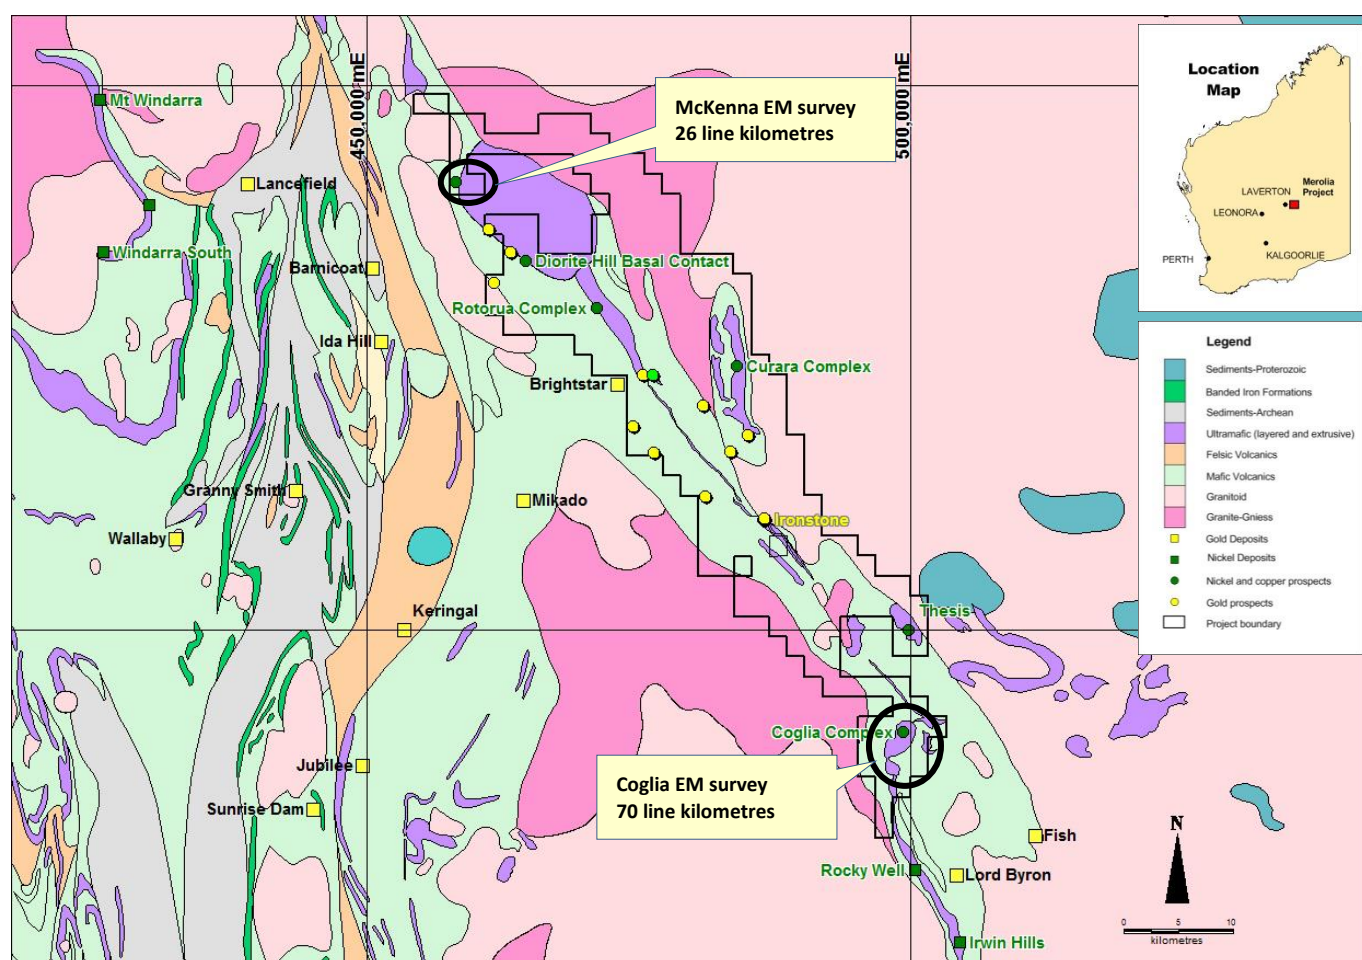 450,000 mE
500,000 mE
Mt Windarra
Lancefield
Windarra South
Barnicoat
Ida Hill
Granny Smith
Wallaby
Keringal
Jubilee
Sunrise Dam
McKenna EM survey
26 line kilometres
Diorite Hill Basal Contact
Rotorua Complex
Brightstar
Curara Complex
Mikado
Ironstone
Thesis
Coglia Complex
Coglia EM survey
70 line kilometres
Fish
Rocky Well
Lord Byron
Irwin Hills
Location
Map
LAVERTON
Merolia
Project
LEONORA
PERTH
KALGOORLIE
Legend
Sediments-Proterozoic
Banded Iron Formations
Sediments-Archean
Ultramafic (layered and extrusive)
Felsic Volcanics
Mafic Volcanics
Granitoid
Granite-Gniess
Gold Deposits
Nickel Deposits
Nickel and copper prospects
Gold prospects
Project boundary
N
0 5 10
kilometres